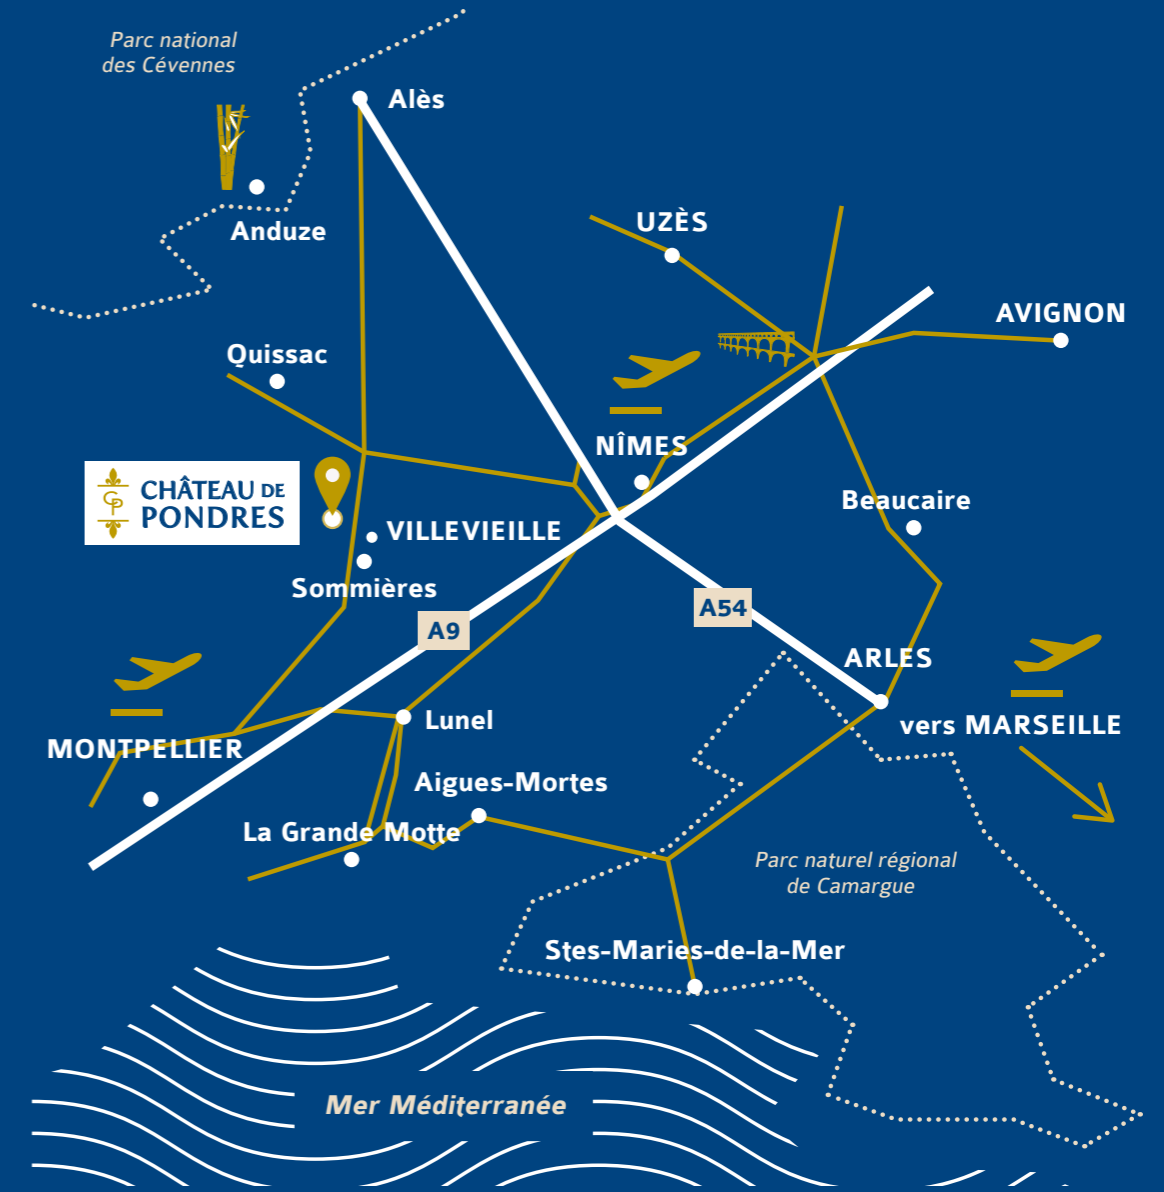 Parc national
des Cévennes
Alès
Anduze
UZÈS
AVIGNON
Quissac
NÎMES
CP
CHÂTEAU DE
PONDRES
Beaucaire
VILLEVIEILLE
Sommières
A9
A54
ARLES
vers MARSEILLE
Lunel
MONTPELLIER
Aigues-Mortes
La Grande Motte
Parc naturel régional
de Camargue
Stes-Maries-de-la-Mer
Mer Méditerranée